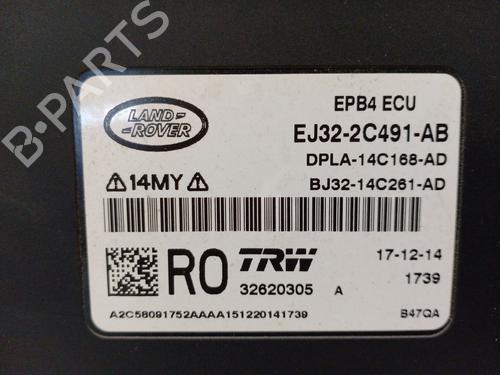 B-PARTS
LAND-
ROVER
EPB4 ECU
EJ32-2C491-AB
DPLA-14C168-AD
⚠14MY⚠
BJ32-14C261-AD
RO
TRW
17-12-14
32620305 A
1739
A2C58091752AAAA151220141739
B47QA